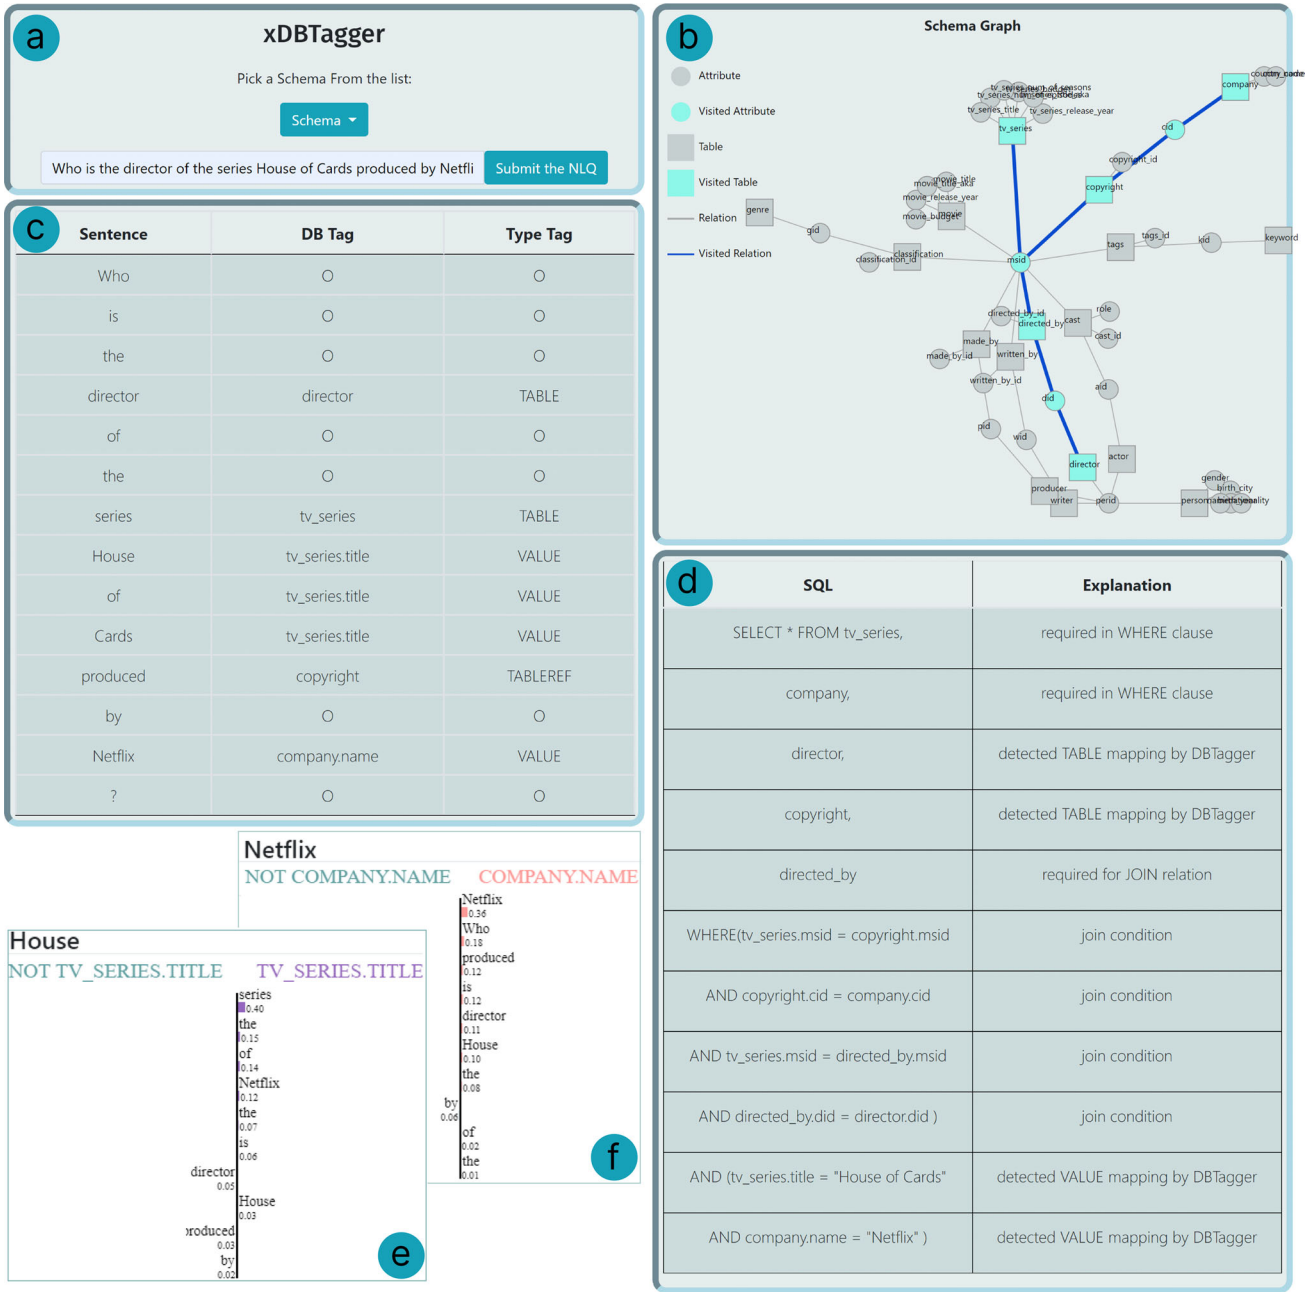 a
xDBTagger
Pick a Schema From the list:
Schema
Who is the director of the series House of Cards produced by Netfli
Submit the NLQ
b
Schema Graph
Attribute
Visited Attribute
Table
Visited Table
Relation
Visited Relation
company
cid
copyright_id
copyright
tv_series_num_of_seasons
tv_series_title
tv_series_release_year
tv_series
movie_title
movie_title_aka
movie_release_year
movie_budget
movie
genre
gid
classification
classification_id
msid
tags
tags_id
kid
keyword
directed_by_id
directed_by
cast
role
cast_id
made_by
made_by_id
written_by
written_by_id
did
aid
pid
wid
director
actor
producer
writer
perid
person
gender
birth_city
c
Sentence DB Tag Type Tag
Who O O
is O O
the O O
director director TABLE
of O O
the O O
series tv_series TABLE
House tv_series.title VALUE
of tv_series.title VALUE
Cards tv_series.title VALUE
produced copyright TABLEREF
by O O
Netflix company.name VALUE
? O O
d
SQL Explanation
SELECT * FROM tv_series, required in WHERE clause
company, required in WHERE clause
director, detected TABLE mapping by DBTagger
copyright, detected TABLE mapping by DBTagger
directed_by required for JOIN relation
WHERE(tv_series.msid = copyright.msid join condition
AND copyright.cid = company.cid join condition
AND tv_series.msid = directed_by.msid join condition
AND directed_by.did = director.did ) join condition
AND (tv_series.title = "House of Cards" detected VALUE mapping by DBTagger
AND company.name = "Netflix" ) detected VALUE mapping by DBTagger
House
NOT TV_SERIES.TITLE TV_SERIES.TITLE
series
0.40
the
0.15
of
0.14
Netflix
0.12
the
0.07
is
0.06
director
0.05
House
0.03
produced
0.03
by
0.02
e
Netflix
NOT COMPANY.NAME COMPANY.NAME
Netflix
0.36
Who
0.18
produced
0.12
is
0.12
director
0.11
House
0.10
the
0.08
by
0.06
of
0.02
the
0.01
f